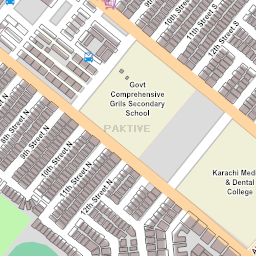 10th Street S
11th Street S
12th Street S
Govt
Comprehensive
Grils Secondary
School
PAKTIVE
Karachi Med
& Dental
College
8th Street N
9th Street N
10th Street N
11th Street N
12th Street N
A